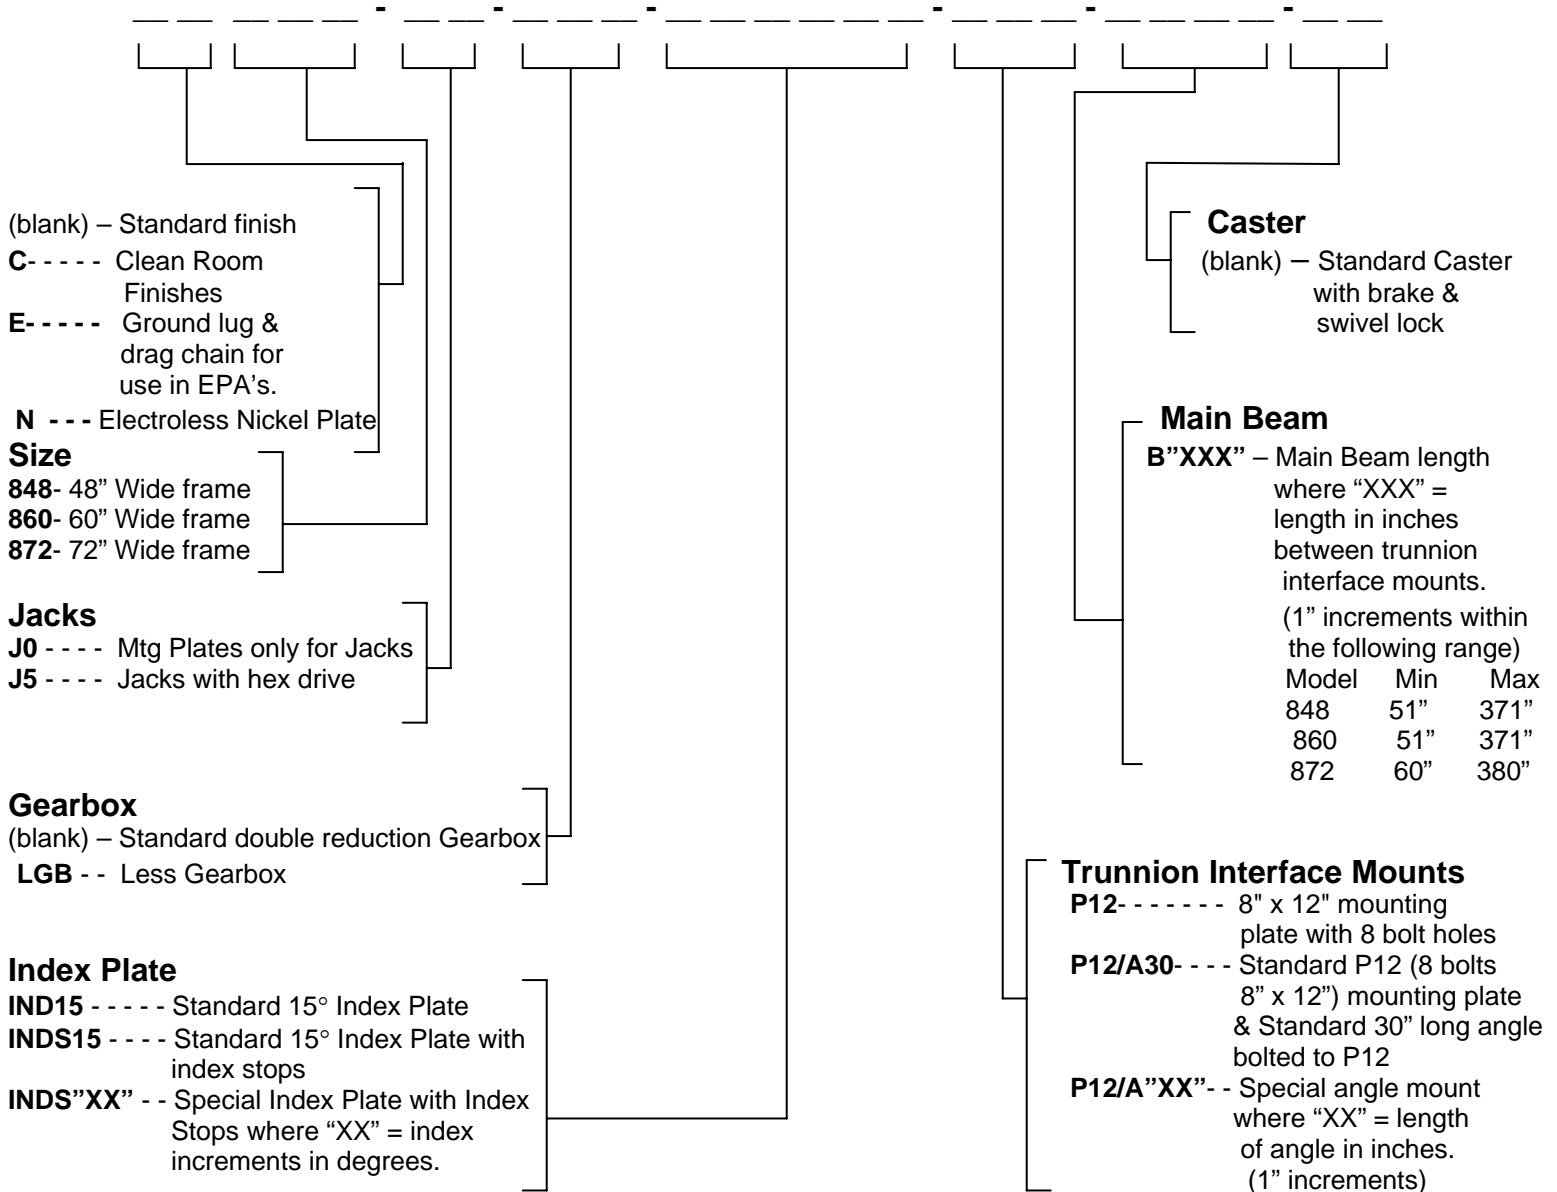 __ __ __ __ __ - __ __ - __ __ __ - __ __ __ __ __ __ - __ __ __ - __ __ __ __ - __ __
(blank) – Standard finish
C- - - - - Clean Room
Finishes
E- - - - - Ground lug &
drag chain for
use in EPA’s.
N - - - Electroless Nickel Plate
Size
848- 48” Wide frame
860- 60” Wide frame
872- 72” Wide frame
Jacks
J0 - - - - Mtg Plates only for Jacks
J5 - - - - Jacks with hex drive
Gearbox
(blank) – Standard double reduction Gearbox
LGB - - Less Gearbox
Index Plate
IND15 - - - - - Standard 15° Index Plate
INDS15 - - - - Standard 15° Index Plate with
index stops
INDS”XX” - - Special Index Plate with Index
Stops where “XX” = index
increments in degrees.
Caster
(blank) – Standard Caster
with brake &
swivel lock
Main Beam
B”XXX” – Main Beam length
where “XXX” =
length in inches
between trunnion
interface mounts.
(1” increments within
the following range)
Model Min Max
848 51” 371”
860 51” 371”
872 60” 380”
Trunnion Interface Mounts
P12- - - - - - - 8" x 12" mounting
plate with 8 bolt holes
P12/A30- - - - Standard P12 (8 bolts
8” x 12”) mounting plate
& Standard 30” long angle
bolted to P12
P12/A”XX”- - Special angle mount
where “XX” = length
of angle in inches.
(1” increments)